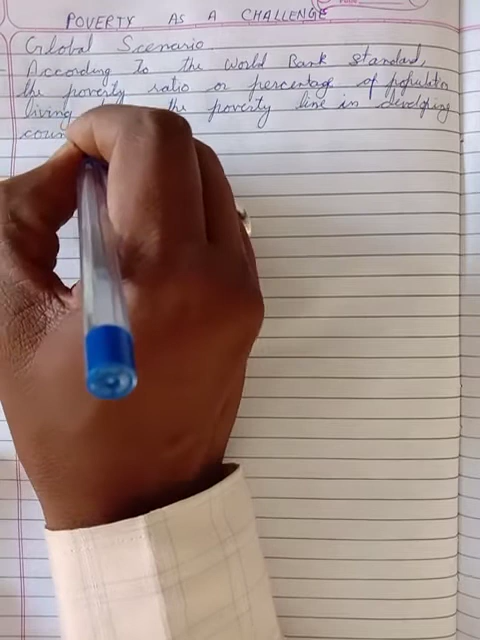 POVERTY AS A CHALLENGE
Global Scenario
According To the World Bank standard,
the poverty ratio or percentage of population
living the poverty line in developing
coun